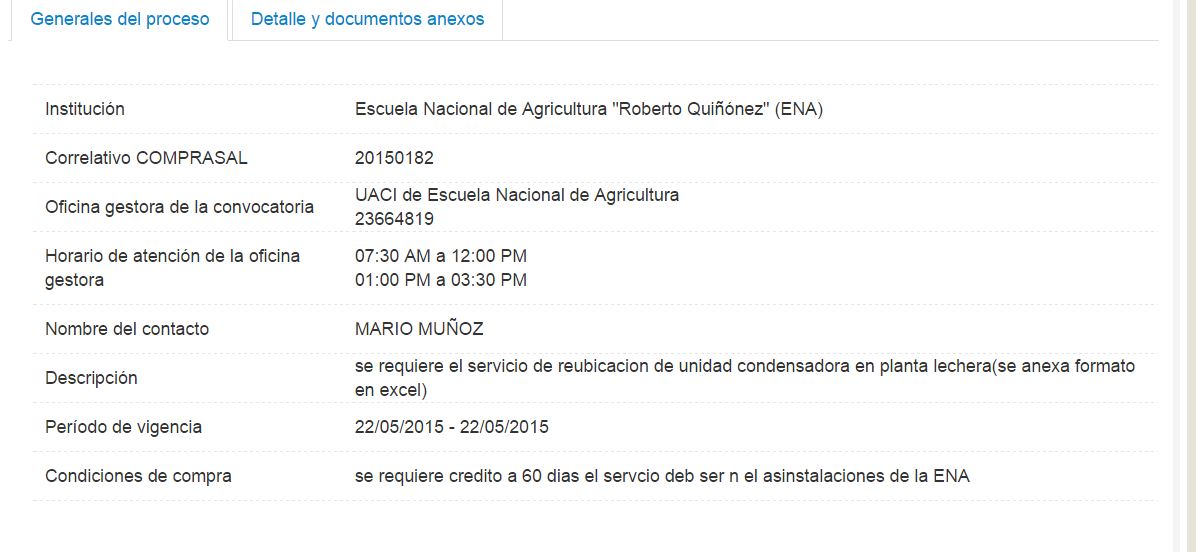 Generales del proceso
Detalle y documentos anexos
Institución
Escuela Nacional de Agricultura "Roberto Quiñónez" (ENA)
Correlativo COMPRASAL
20150182
Oficina gestora de la convocatoria
UACI de Escuela Nacional de Agricultura
23664819
Horario de atención de la oficina
gestora
07:30 AM a 12:00 PM
01:00 PM a 03:30 PM
Nombre del contacto
MARIO MUÑOZ
Descripción
se requiere el servicio de reubicacion de unidad condensadora en planta lechera(se anexa formato
en excel)
Período de vigencia
22/05/2015 - 22/05/2015
Condiciones de compra
se requiere credito a 60 dias el servcio deb ser n el asinstalaciones de la ENA